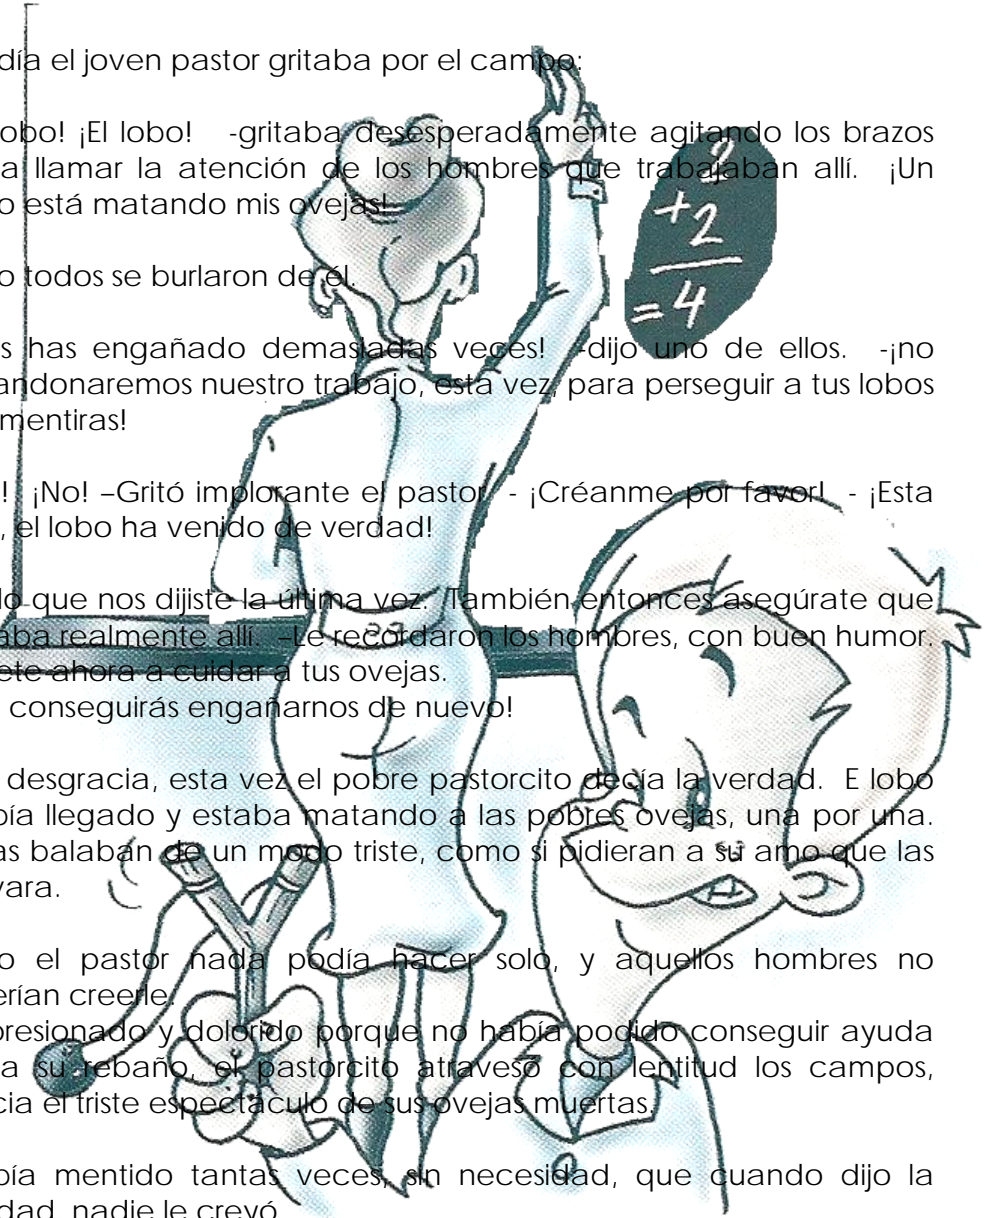 día el joven pastor gritaba por el campo:
obo! ¡El lobo! -gritaba desesperadamente agitando los brazos
a llamar la atención de los hombres que trabajaban allí. ¡Un
o está matando mis ovejas!
o todos se burlaron de él.
s has engañado demasiadas veces! -dijo uno de ellos. -¡no
andonaremos nuestro trabajo, esta vez, para perseguir a tus lobos
mentiras!
! ¡No! –Gritó implorante el pastor. - ¡Créanme por favor! - ¡Esta
, el lobo ha venido de verdad!
lo que nos dijiste la última vez. También entonces asegúrate que
aba realmente allí. –Le recordaron los hombres, con buen humor.
ete ahora a cuidar a tus ovejas.
conseguirás engañarnos de nuevo!
desgracia, esta vez el pobre pastorcito decía la verdad. E lobo
bía llegado y estaba matando a las pobres ovejas, una por una.
as balaban de un modo triste, como si pidieran a su amo que las
vara.
o el pastor nada podía hacer solo, y aquellos hombres no
erían creerle.
presionado y dolorido porque no había podido conseguir ayuda
a su rebaño, el pastorcito atravesó con lentitud los campos,
cia el triste espectáculo de sus ovejas muertas.
bía mentido tantas veces, sin necesidad, que cuando dijo la
dad, nadie le creyó
2
+2
=4